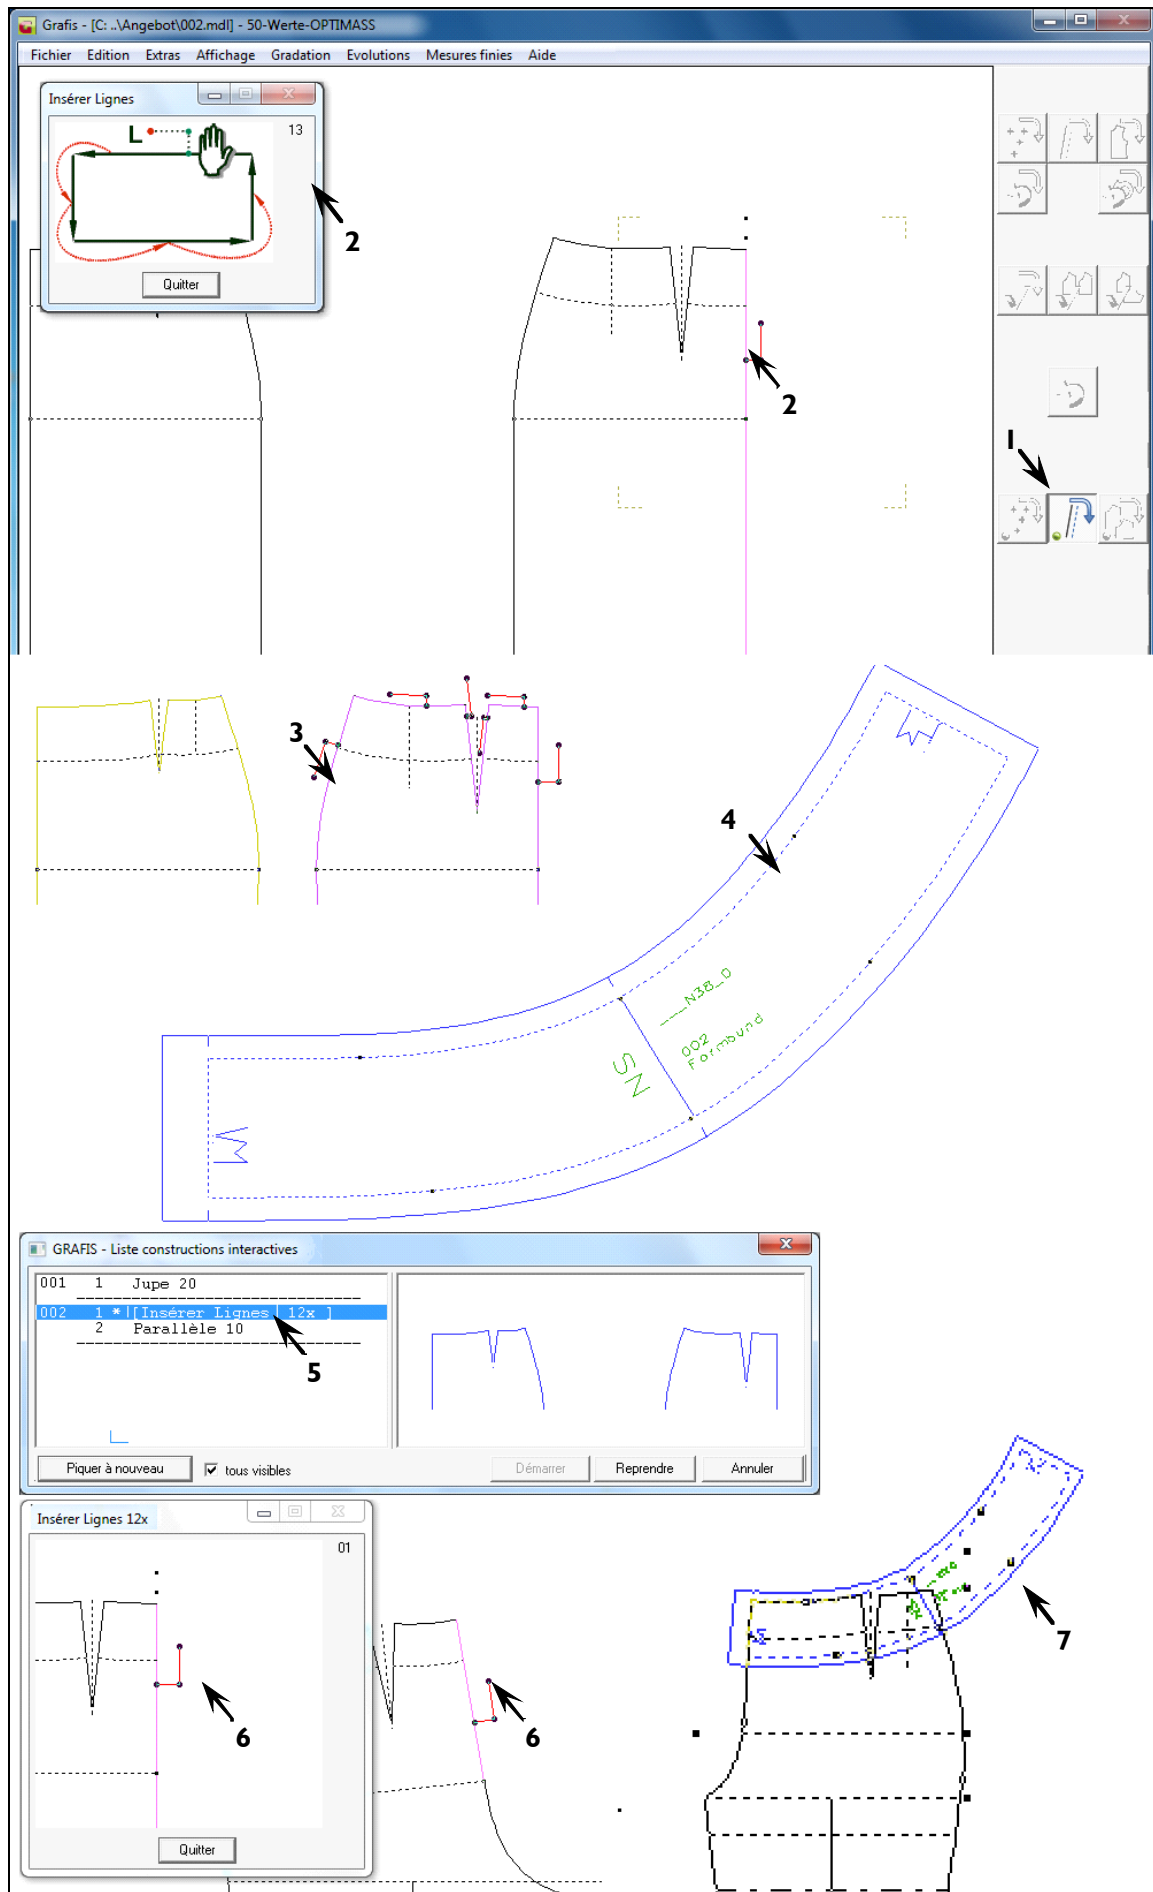 Grafis - [C: ..\Angebot\002.mdl] - 50-Werte-OPTIMASS
Fichier Edition Extras Affichage Gradation Evolutions Mesures finies Aide
Insérer Lignes
L
13
2
Quitter
2
1
3
4
___N38_0
002
Formbund
SN
M
M
GRAFIS - Liste constructions interactives
001 1 Jupe 20
002 1 * |[Insérer Lignes| 12x ]
2 Parallèle 10
5
Piquer à nouveau tous visibles Démarrer Reprendre Annuler
Insérer Lignes 12x
01
6
6
7
Quitter